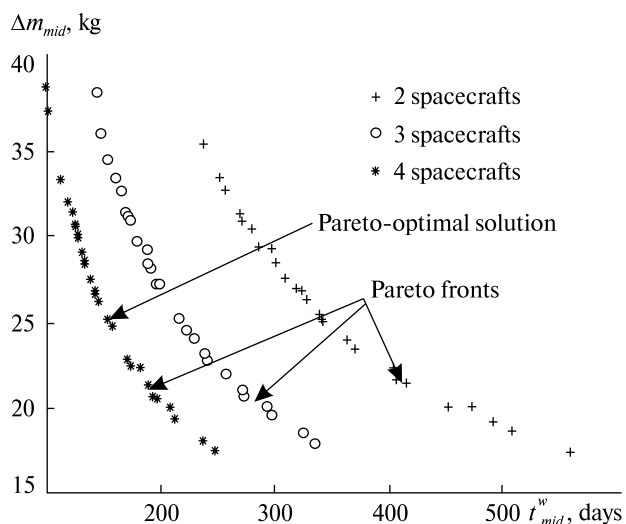 Δm_mid, kg
40
35
30
25
20
15
+ 2 spacecrafts
○ 3 spacecrafts
* 4 spacecrafts
Pareto-optimal solution
Pareto fronts
200 300 400 500 t^w_mid, days